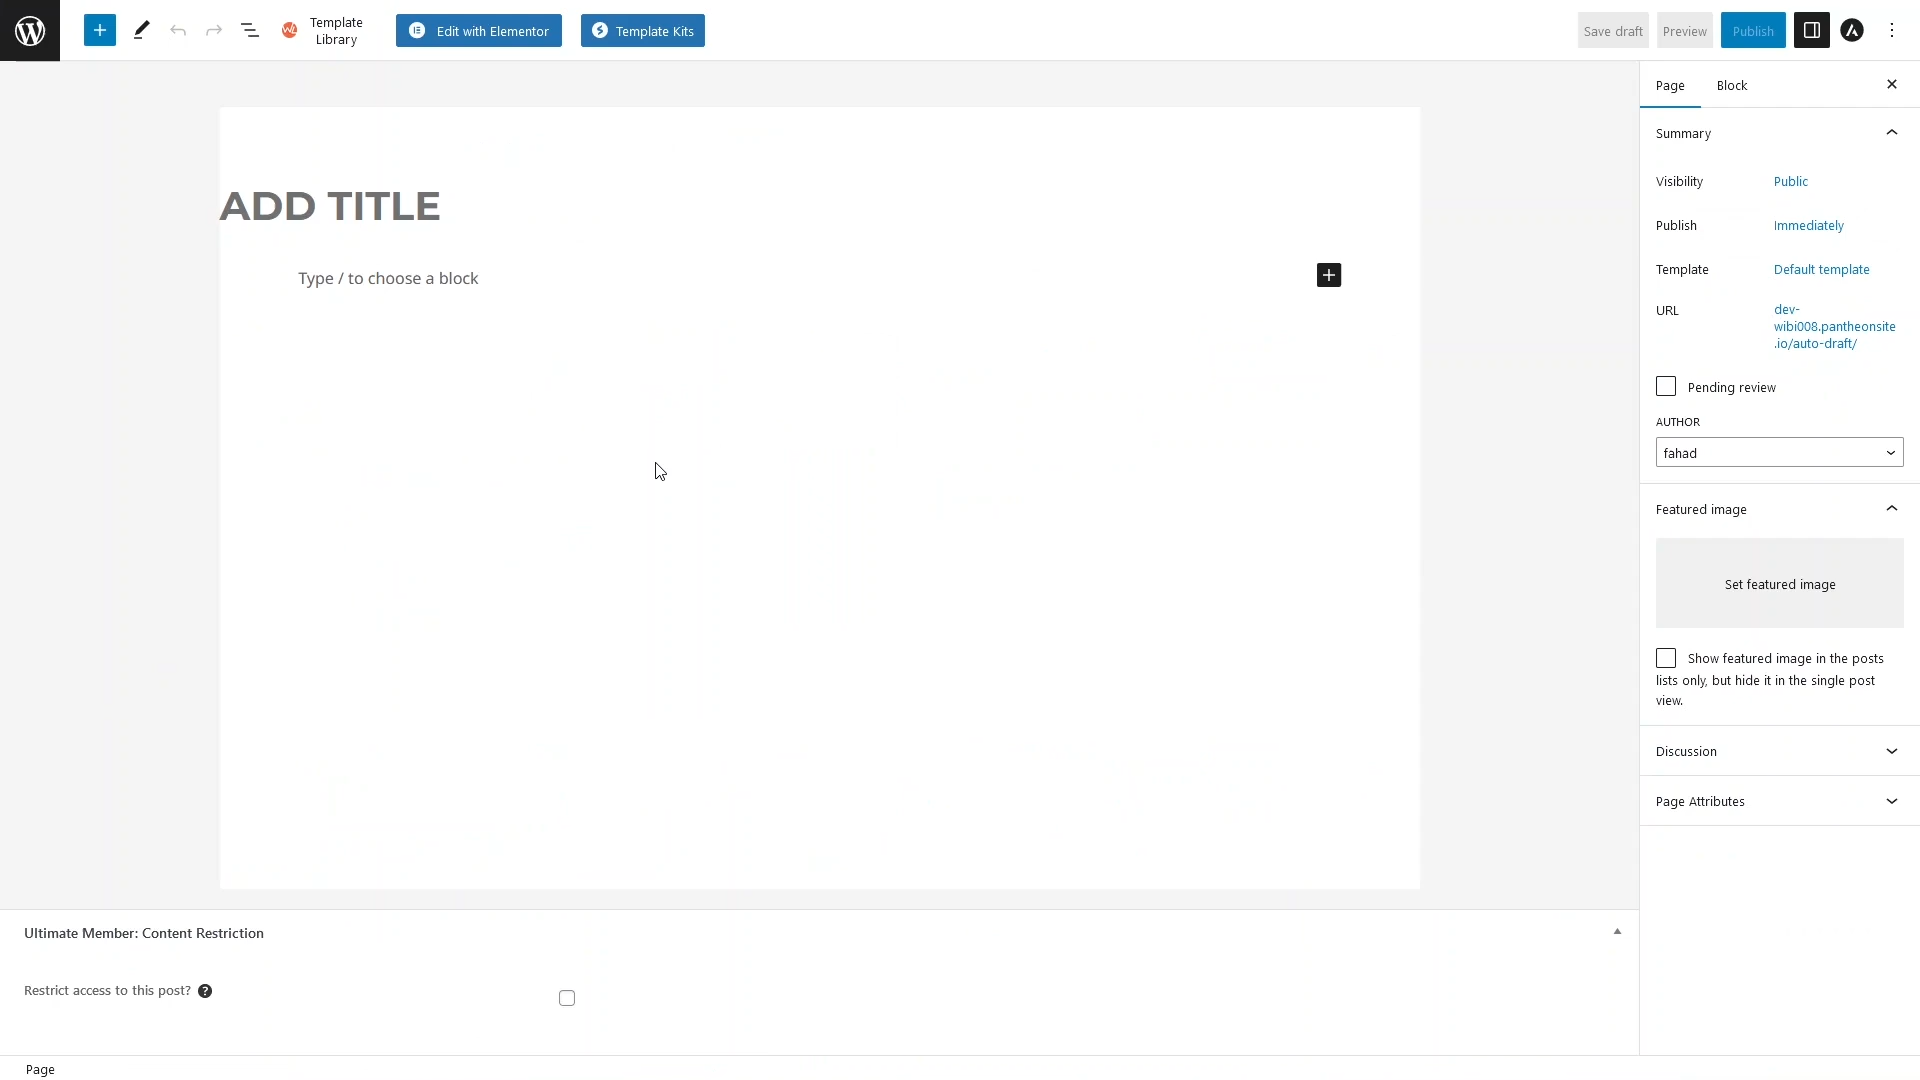 Template
Library
Edit with Elementor
Template Kits
Save draft
Preview
Publish
Page
Block
Summary
Visibility
Public
Publish
Immediately
Template
Default template
URL
dev-
wibi008.pantheonsite
.io/auto-draft/
Pending review
AUTHOR
fahad
Featured image
Set featured image
Show featured image in the posts
lists only, but hide it in the single post
view.
Discussion
Page Attributes
ADD TITLE
Type / to choose a block
Ultimate Member: Content Restriction
Restrict access to this post?
Page